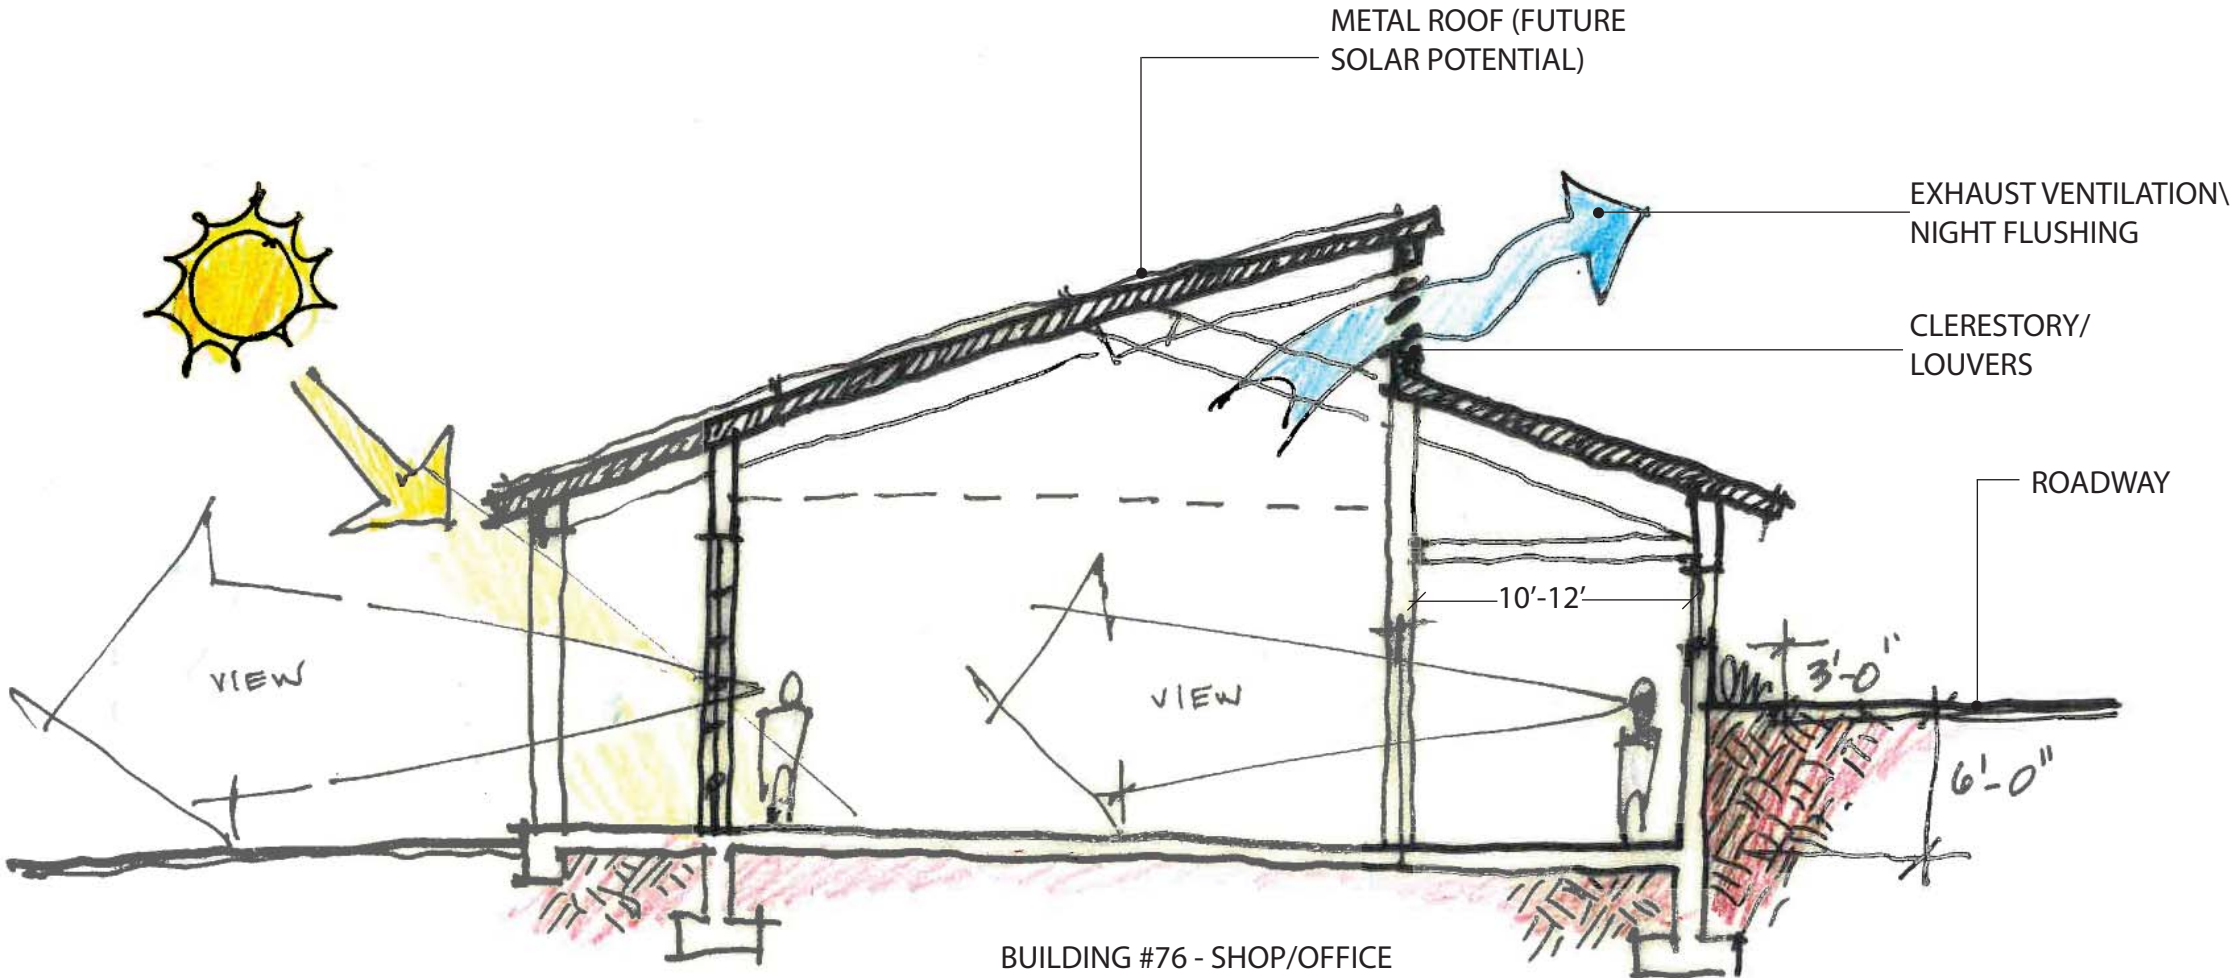 METAL ROOF (FUTURE
SOLAR POTENTIAL)
EXHAUST VENTILATION\
NIGHT FLUSHING
CLERESTORY/
LOUVERS
ROADWAY
10'-12'
3'-0"
VIEW
VIEW
6'-0"
BUILDING #76 - SHOP/OFFICE